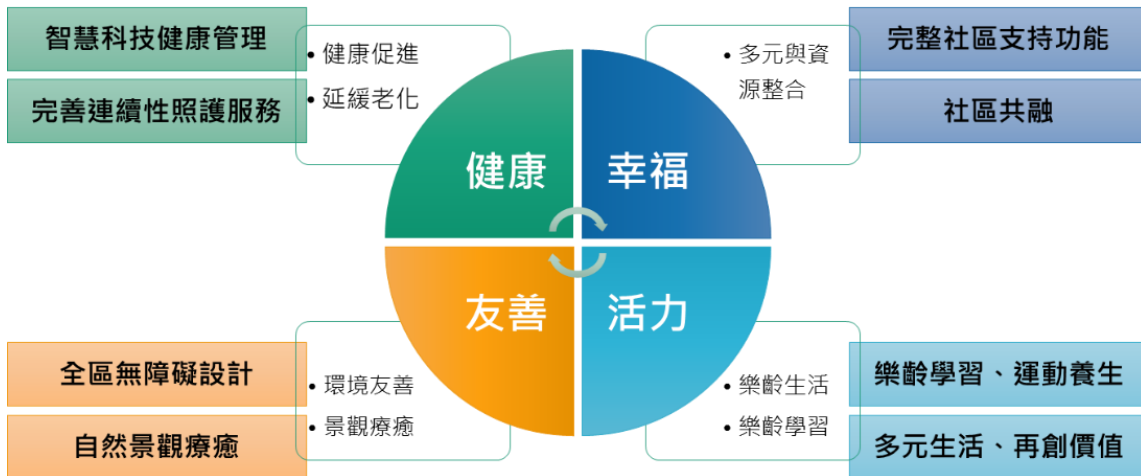 智慧科技健康管理
完善連續性照護服務
• 健康促進
• 延緩老化
健康
幸福
• 多元與資
源整合
完整社區支持功能
社區共融
全區無障礙設計
自然景觀療癒
• 環境友善
• 景觀療癒
友善
活力
• 樂齡生活
• 樂齡學習
樂齡學習、運動養生
多元生活、再創價值